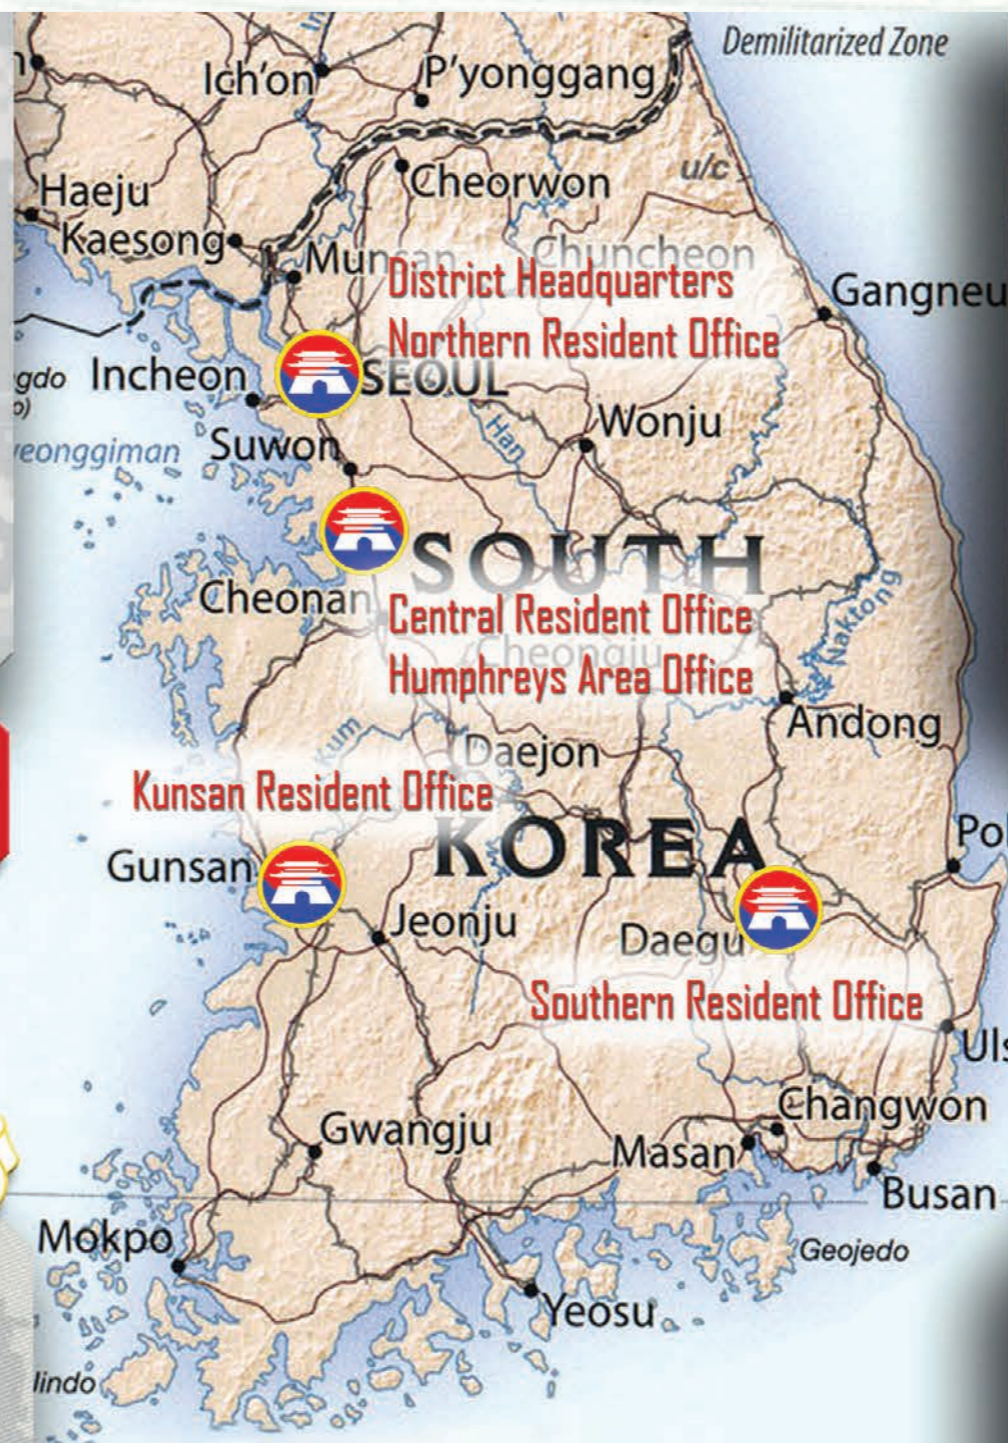 Demilitarized Zone
Ich'on
P'yonggang
Cheorwon
u/c
Haeju
Kaesong
Munsan
Chuncheon
District Headquarters
Gangneu
Northern Resident Office
gdo
Incheon
SEOUL
o)
Wonju
yeonggiman
Suwon
Han
SOUTH
Cheonan
Naktong
Central Resident Office
Cheongju
Humphreys Area Office
Andong
Kum
Daejon
Kunsan Resident Office
KOREA
Po
Gunsan
Jeonju
Daegu
Southern Resident Office
Uls
Changwon
Gwangju
Masan
Busan
Mokpo
Geojedo
Yeosu
lindo